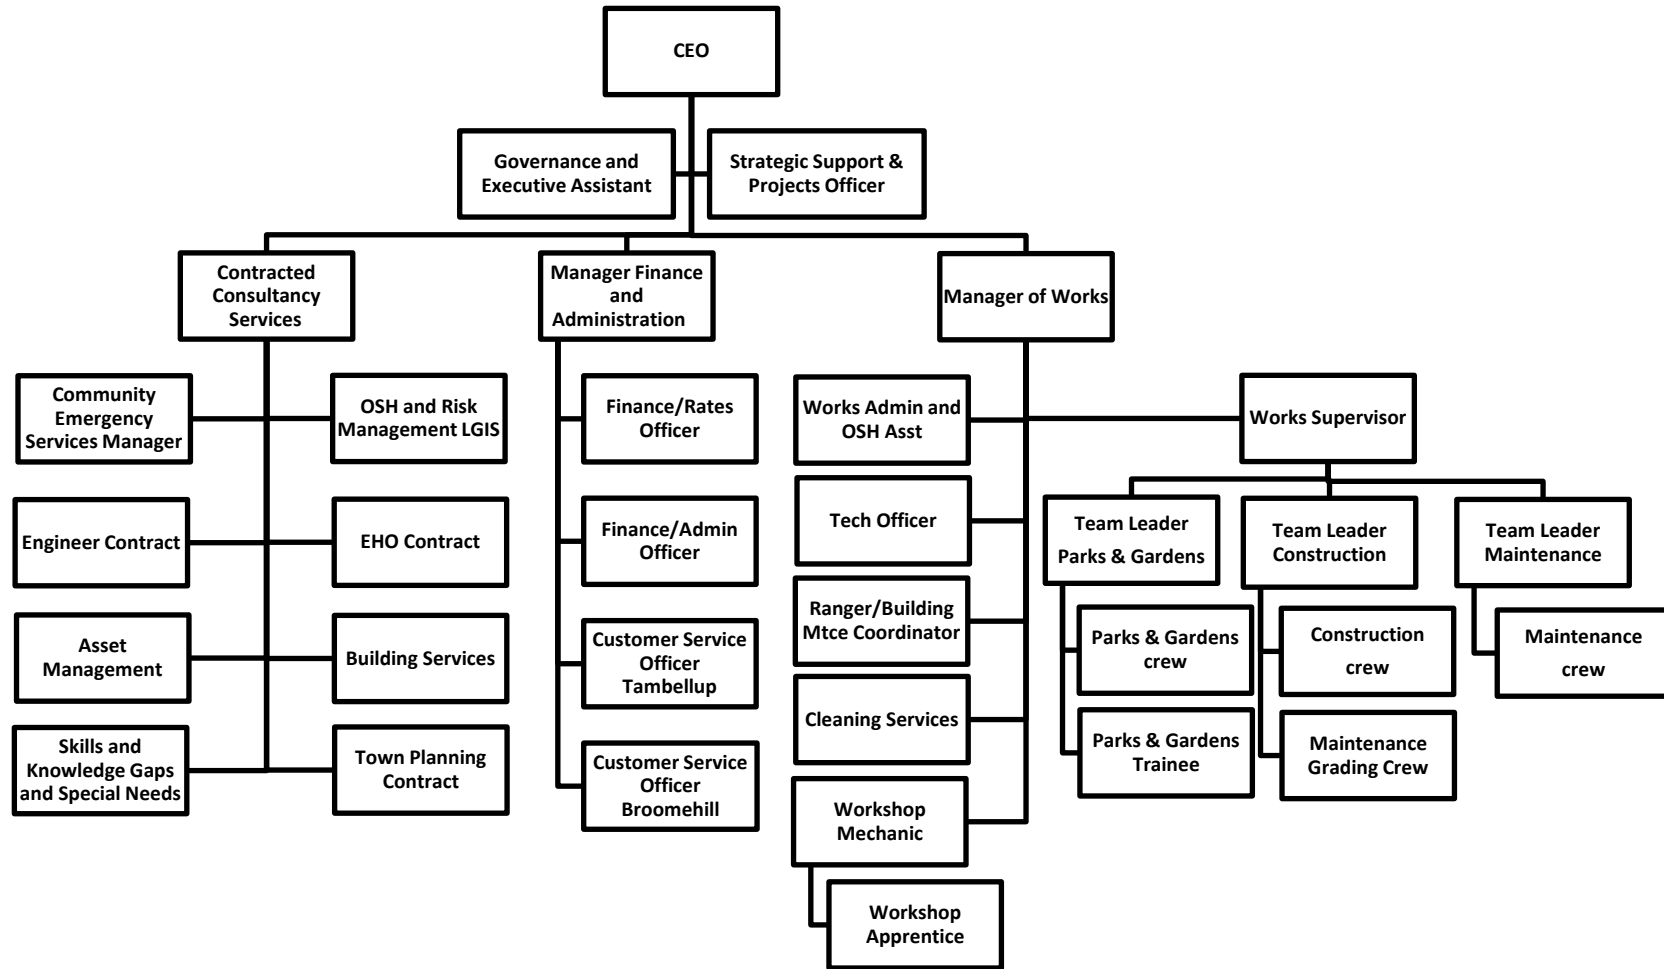 CEO
Governance and
Executive Assistant
Strategic Support &
Projects Officer
Contracted
Consultancy
Services
Manager Finance
and
Administration
Manager of Works
Community
Emergency
Services Manager
OSH and Risk
Management LGIS
Engineer Contract
EHO Contract
Asset
Management
Building Services
Skills and
Knowledge Gaps
and Special Needs
Town Planning
Contract
Finance/Rates
Officer
Finance/Admin
Officer
Customer Service
Officer
Tambellup
Customer Service
Officer
Broomehill
Works Admin and
OSH Asst
Tech Officer
Ranger/Building
Mtce Coordinator
Cleaning Services
Workshop
Mechanic
Workshop
Apprentice
Works Supervisor
Team Leader
Parks & Gardens
Parks & Gardens
crew
Parks & Gardens
Trainee
Team Leader
Construction
Construction
crew
Maintenance
Grading Crew
Team Leader
Maintenance
Maintenance
crew